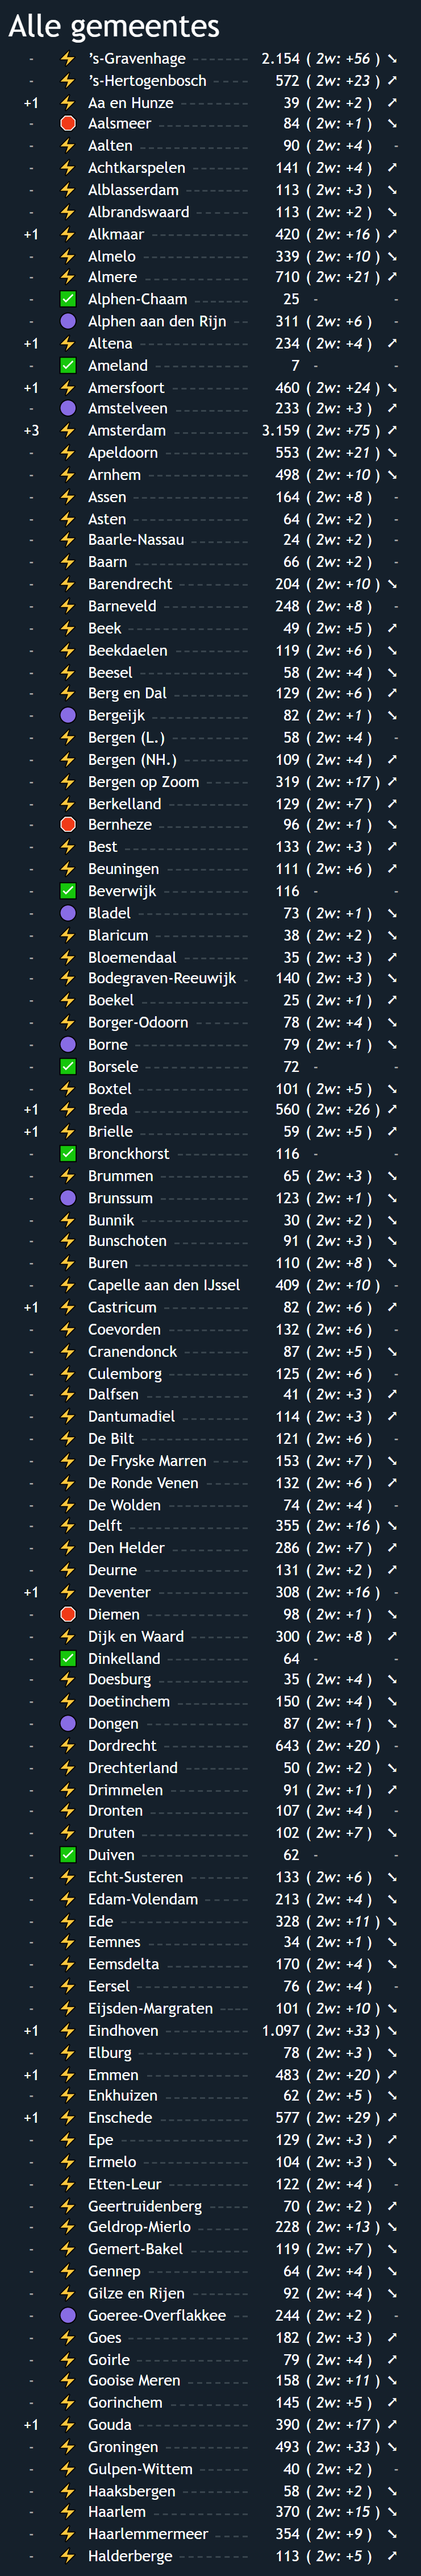 Alle gemeentes
- ⚡ ’s-Gravenhage 2.154 ( 2w: +56 ) ➘
- ⚡ ’s-Hertogenbosch 572 ( 2w: +23 ) ➚
+1 ⚡ Aa en Hunze 39 ( 2w: +2 ) ➚
- 🛑 Aalsmeer 84 ( 2w: +1 ) ➘
- ⚡ Aalten 90 ( 2w: +4 ) -
- ⚡ Achtkarspelen 141 ( 2w: +4 ) ➚
- ⚡ Alblasserdam 113 ( 2w: +3 ) ➘
- ⚡ Albrandswaard 113 ( 2w: +2 ) ➘
+1 ⚡ Alkmaar 420 ( 2w: +16 ) ➚
- ⚡ Almelo 339 ( 2w: +10 ) ➘
- ⚡ Almere 710 ( 2w: +21 ) ➚
- ✅ Alphen-Chaam 25 - -
- 🟣 Alphen aan den Rijn 311 ( 2w: +6 ) -
+1 ⚡ Altena 234 ( 2w: +4 ) ➚
- ✅ Ameland 7 - -
+1 ⚡ Amersfoort 460 ( 2w: +24 ) ➘
- 🟣 Amstelveen 233 ( 2w: +3 ) ➚
+3 ⚡ Amsterdam 3.159 ( 2w: +75 ) ➚
- ⚡ Apeldoorn 553 ( 2w: +21 ) ➘
- ⚡ Arnhem 498 ( 2w: +10 ) ➘
- ⚡ Assen 164 ( 2w: +8 ) -
- ⚡ Asten 64 ( 2w: +2 ) -
- ⚡ Baarle-Nassau 24 ( 2w: +2 ) -
- ⚡ Baarn 66 ( 2w: +2 ) -
- ⚡ Barendrecht 204 ( 2w: +10 ) ➘
- ⚡ Barneveld 248 ( 2w: +8 ) -
- ⚡ Beek 49 ( 2w: +5 ) ➚
- ⚡ Beekdaelen 119 ( 2w: +6 ) ➘
- ⚡ Beesel 58 ( 2w: +4 ) ➘
- ⚡ Berg en Dal 129 ( 2w: +6 ) ➚
- 🟣 Bergeijk 82 ( 2w: +1 ) ➘
- ⚡ Bergen (L.) 58 ( 2w: +4 ) -
- ⚡ Bergen (NH.) 109 ( 2w: +4 ) ➚
- ⚡ Bergen op Zoom 319 ( 2w: +17 ) ➚
- ⚡ Berkelland 129 ( 2w: +7 ) ➚
- 🛑 Bernheze 96 ( 2w: +1 ) ➘
- ⚡ Best 133 ( 2w: +3 ) ➚
- ⚡ Beuningen 111 ( 2w: +6 ) ➚
- ✅ Beverwijk 116 - -
- 🟣 Bladel 73 ( 2w: +1 ) ➘
- ⚡ Blaricum 38 ( 2w: +2 ) ➘
- ⚡ Bloemendaal 35 ( 2w: +3 ) ➚
- ⚡ Bodegraven-Reeuwijk 140 ( 2w: +3 ) ➘
- ⚡ Boekel 25 ( 2w: +1 ) ➚
- ⚡ Borger-Odoorn 78 ( 2w: +4 ) ➘
- 🟣 Borne 79 ( 2w: +1 ) ➘
- ✅ Borsele 72 - -
- ⚡ Boxtel 101 ( 2w: +5 ) ➘
+1 ⚡ Breda 560 ( 2w: +26 ) ➚
+1 ⚡ Brielle 59 ( 2w: +5 ) ➚
- ✅ Bronckhorst 116 - -
- ⚡ Brummen 65 ( 2w: +3 ) ➘
- 🟣 Brunssum 123 ( 2w: +1 ) ➘
- ⚡ Bunnik 30 ( 2w: +2 ) ➘
- ⚡ Bunschoten 91 ( 2w: +3 ) ➘
- ⚡ Buren 110 ( 2w: +8 ) ➘
- ⚡ Capelle aan den IJssel 409 ( 2w: +10 ) -
+1 ⚡ Castricum 82 ( 2w: +6 ) ➚
- ⚡ Coevorden 132 ( 2w: +6 ) -
- ⚡ Cranendonck 87 ( 2w: +5 ) ➘
- ⚡ Culemborg 125 ( 2w: +6 ) -
- ⚡ Dalfsen 41 ( 2w: +3 ) ➚
- ⚡ Dantumadiel 114 ( 2w: +3 ) ➚
- ⚡ De Bilt 121 ( 2w: +6 ) -
- ⚡ De Fryske Marren 153 ( 2w: +7 ) ➘
- ⚡ De Ronde Venen 132 ( 2w: +6 ) ➚
- ⚡ De Wolden 74 ( 2w: +4 ) -
- ⚡ Delft 355 ( 2w: +16 ) ➘
- ⚡ Den Helder 286 ( 2w: +7 ) ➚
- ⚡ Deurne 131 ( 2w: +2 ) ➚
+1 ⚡ Deventer 308 ( 2w: +16 ) -
- 🛑 Diemen 98 ( 2w: +1 ) ➘
- ⚡ Dijk en Waard 300 ( 2w: +8 ) ➚
- ✅ Dinkelland 64 - -
- ⚡ Doesburg 35 ( 2w: +4 ) ➘
- ⚡ Doetinchem 150 ( 2w: +4 ) ➘
- 🟣 Dongen 87 ( 2w: +1 ) ➘
- ⚡ Dordrecht 643 ( 2w: +20 ) -
- ⚡ Drechterland 50 ( 2w: +2 ) ➘
- ⚡ Drimmelen 91 ( 2w: +1 ) ➚
- ⚡ Dronten 107 ( 2w: +4 ) -
- ⚡ Druten 102 ( 2w: +7 ) ➘
- ✅ Duiven 62 - -
- ⚡ Echt-Susteren 133 ( 2w: +6 ) ➘
- ⚡ Edam-Volendam 213 ( 2w: +4 ) ➘
- ⚡ Ede 328 ( 2w: +11 ) ➘
- ⚡ Eemnes 34 ( 2w: +1 ) ➘
- ⚡ Eemsdelta 170 ( 2w: +4 ) ➘
- ⚡ Eersel 76 ( 2w: +4 ) -
- ⚡ Eijsden-Margraten 101 ( 2w: +10 ) ➘
+1 ⚡ Eindhoven 1.097 ( 2w: +33 ) ➘
- ⚡ Elburg 78 ( 2w: +3 ) ➘
+1 ⚡ Emmen 483 ( 2w: +20 ) ➚
- ⚡ Enkhuizen 62 ( 2w: +5 ) ➘
+1 ⚡ Enschede 577 ( 2w: +29 ) ➚
- ⚡ Epe 129 ( 2w: +3 ) ➚
- ⚡ Ermelo 104 ( 2w: +3 ) ➘
- ⚡ Etten-Leur 122 ( 2w: +4 ) -
- ⚡ Geertruidenberg 70 ( 2w: +2 ) ➚
- ⚡ Geldrop-Mierlo 228 ( 2w: +13 ) ➘
- ⚡ Gemert-Bakel 119 ( 2w: +7 ) ➘
- ⚡ Gennep 64 ( 2w: +4 ) ➘
- ⚡ Gilze en Rijen 92 ( 2w: +4 ) ➘
- 🟣 Goeree-Overflakkee 244 ( 2w: +2 ) -
- ⚡ Goes 182 ( 2w: +3 ) ➚
- ⚡ Goirle 79 ( 2w: +4 ) ➚
- ⚡ Gooise Meren 158 ( 2w: +11 ) ➘
- ⚡ Gorinchem 145 ( 2w: +5 ) ➚
+1 ⚡ Gouda 390 ( 2w: +17 ) ➚
- ⚡ Groningen 493 ( 2w: +33 ) ➘
- ⚡ Gulpen-Wittem 40 ( 2w: +2 ) -
- ⚡ Haaksbergen 58 ( 2w: +2 ) ➘
- ⚡ Haarlem 370 ( 2w: +15 ) ➘
- ⚡ Haarlemmermeer 354 ( 2w: +9 ) ➘
- ⚡ Halderberge 113 ( 2w: +5 ) ➚